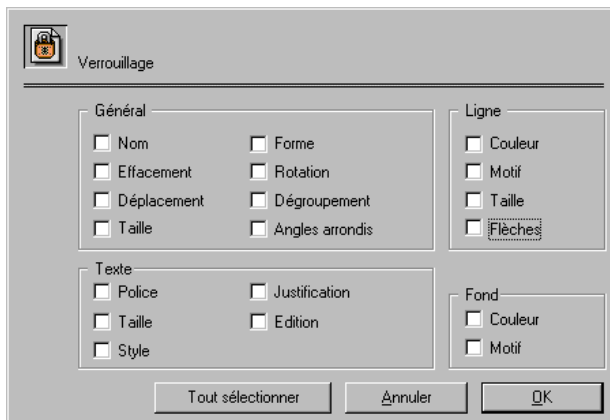 Verrouillage
Général
Nom
Effacement
Déplacement
Taille
Forme
Rotation
Dégroupement
Angles arrondis
Ligne
Couleur
Motif
Taille
Flèches
Texte
Police
Taille
Style
Justification
Edition
Fond
Couleur
Motif
Tout sélectionner
Annuler
OK